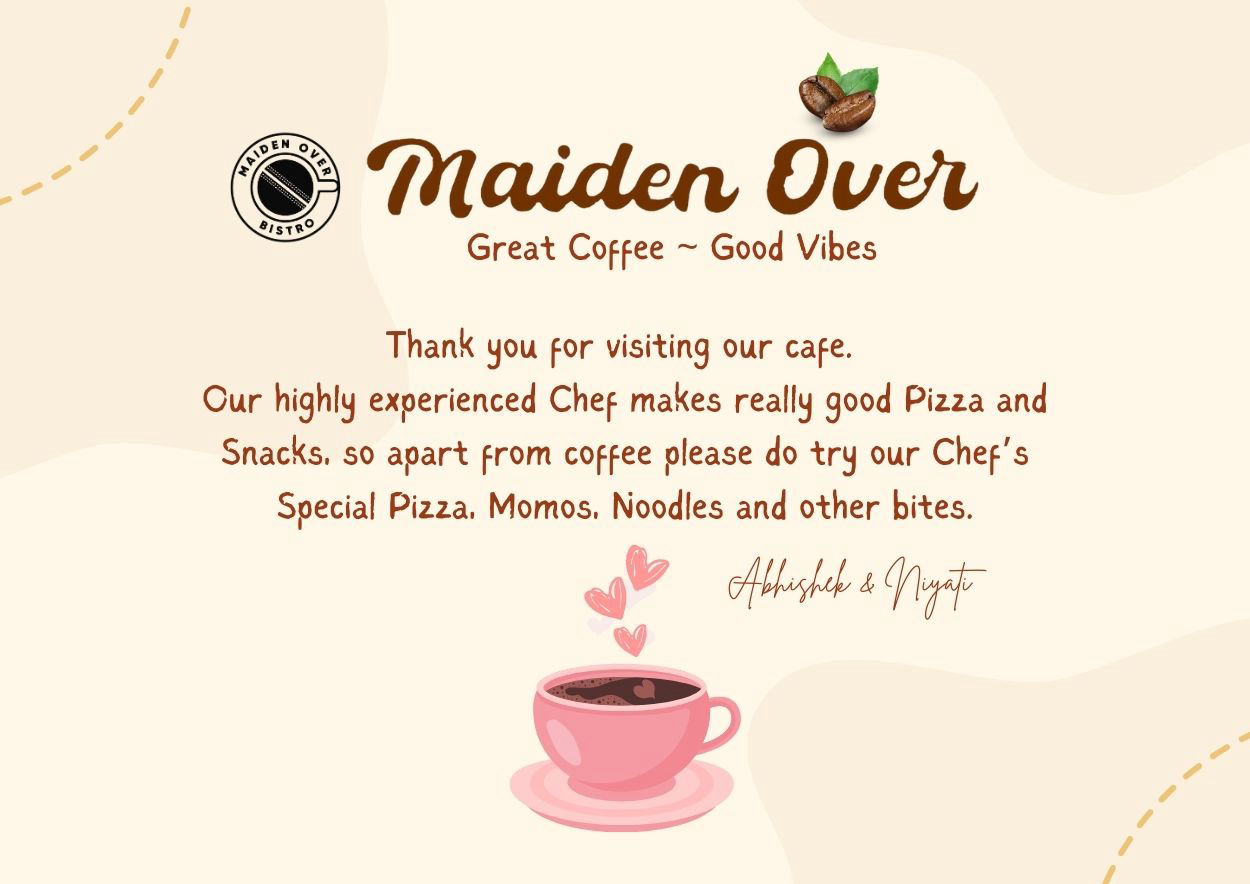 MAIDEN OVER
BISTRO
Maiden Over
Great Coffee ~ Good Vibes
Thank you for visiting our cafe.
Our highly experienced Chef makes really good Pizza and
Snacks, so apart from coffee please do try our Chef's
Special Pizza, Momos, Noodles and other bites.
Abhishek & Niyati